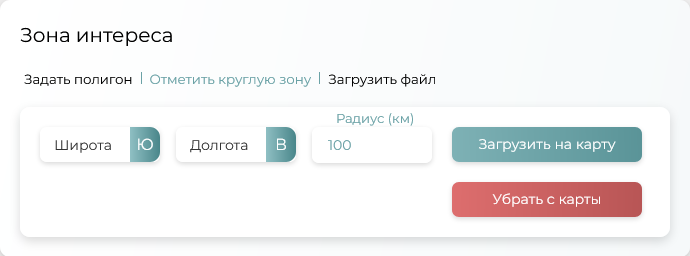 Зона интереса
Задать полигон | Отметить круглую зону | Загрузить файл
Радиус (км)
Широта Ю Долгота В 100 Загрузить на карту
Убрать с карты